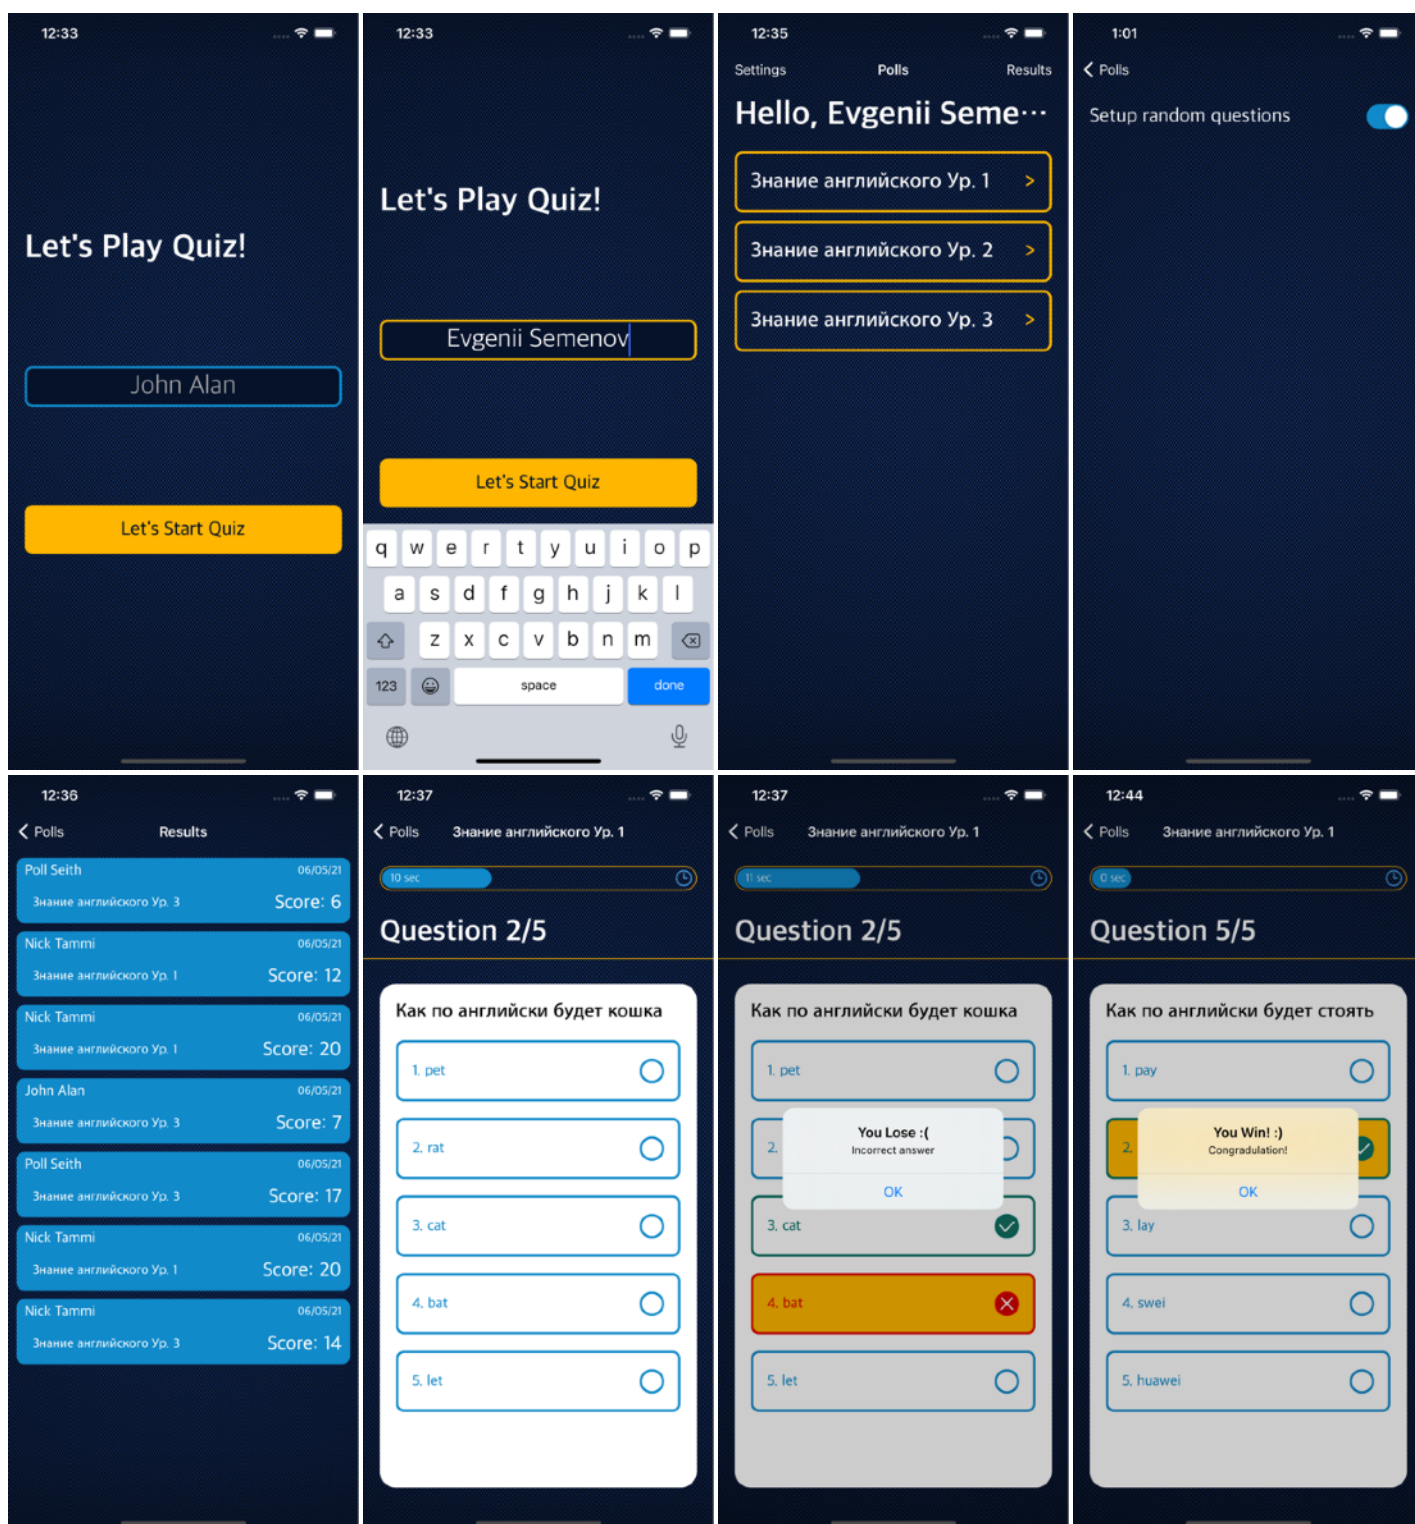 12:33
Let's Play Quiz!
John Alan
Let's Start Quiz
12:33
Let's Play Quiz!
Evgenii Semenov
Let's Start Quiz
q w e r t y u i o p
a s d f g h j k l
z x c v b n m
123 space done
12:35
Settings Polls Results
Hello, Evgenii Seme...
Знание английского Ур. 1 >
Знание английского Ур. 2 >
Знание английского Ур. 3 >
1:01
Polls
Setup random questions
12:36
Polls Results
Poll Seith 06/05/21
Знание английского Ур. 3 Score: 6
Nick Tammi 06/05/21
Знание английского Ур. 1 Score: 12
Nick Tammi 06/05/21
Знание английского Ур. 1 Score: 20
John Alan 06/05/21
Знание английского Ур. 3 Score: 7
Poll Seith 06/05/21
Знание английского Ур. 3 Score: 17
Nick Tammi 06/05/21
Знание английского Ур. 1 Score: 20
Nick Tammi 06/05/21
Знание английского Ур. 3 Score: 14
12:37
Polls Знание английского Ур. 1
10 sec
Question 2/5
Как по английски будет кошка
1. pet
2. rat
3. cat
4. bat
5. let
12:37
Polls Знание английского Ур. 1
11 sec
Question 2/5
Как по английски будет кошка
1. pet
2.
You Lose :(
Incorrect answer
OK
3. cat
4. bat
5. let
12:44
Polls Знание английского Ур. 1
0 sec
Question 5/5
Как по английски будет стоять
1. pay
2.
You Win! :)
Congradulation!
OK
3. lay
4. swei
5. huawei